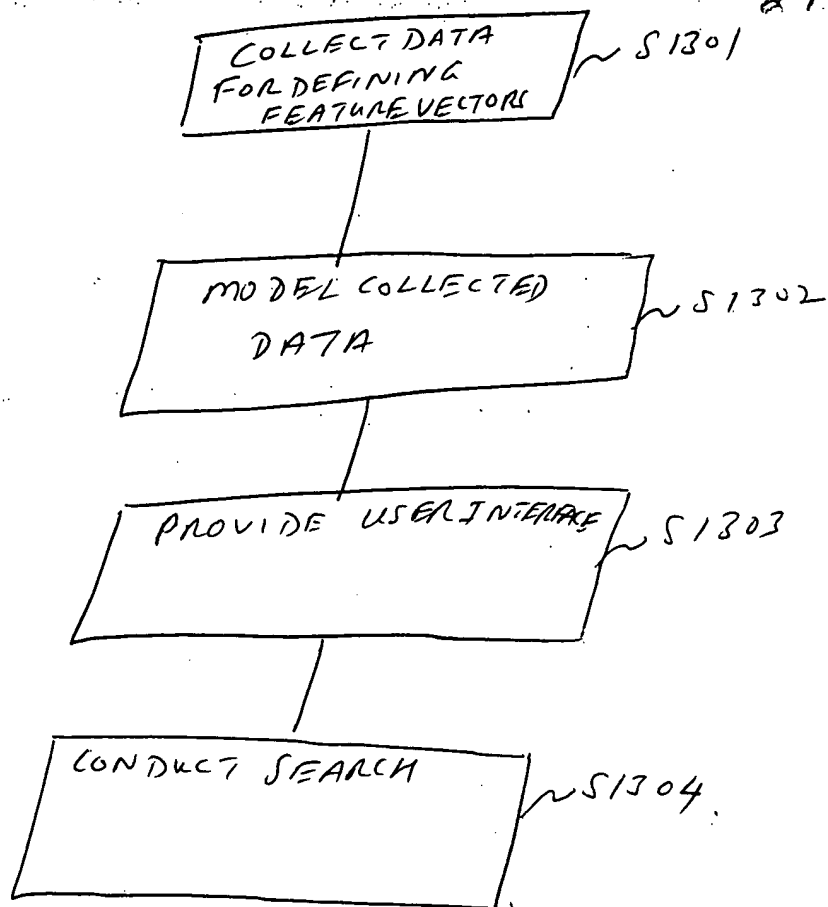 COLLECT DATA
FOR DEFINING
FEATURE VECTORS
S1301
MODEL COLLECTED
DATA
S1302
PROVIDE USER INTERFACE
S1303
CONDUCT SEARCH
S1304.